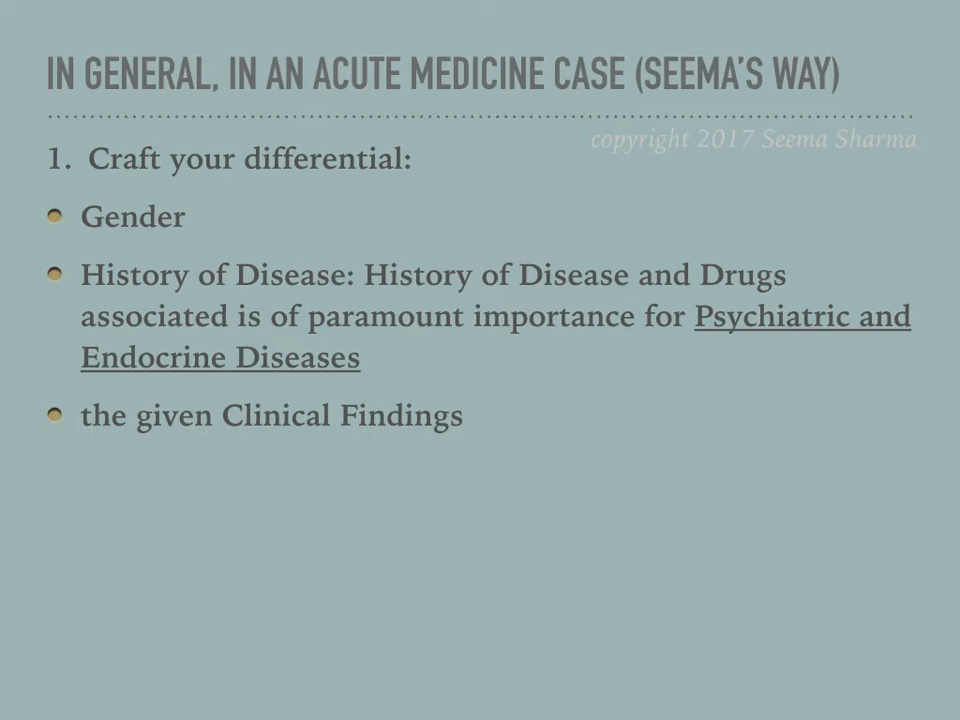 IN GENERAL, IN AN ACUTE MEDICINE CASE (SEEMA'S WAY)
copyright 2017 Seema Sharma
1. Craft your differential:
Gender
History of Disease: History of Disease and Drugs
associated is of paramount importance for Psychiatric and
Endocrine Diseases
the given Clinical Findings